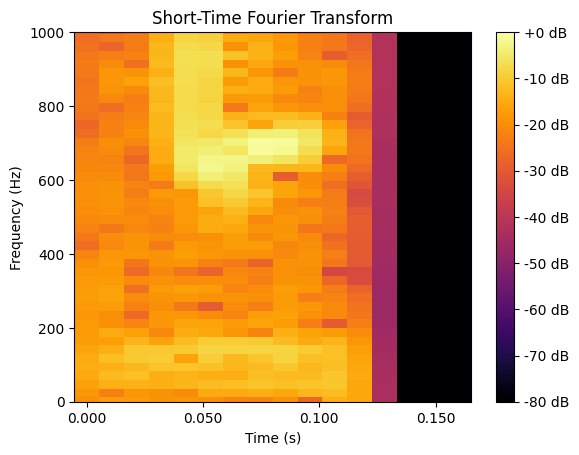 Short-Time Fourier Transform
1000
800
600
400
200
0
Frequency (Hz)
0.000
0.050
0.100
0.150
Time (s)
+0 dB
-10 dB
-20 dB
-30 dB
-40 dB
-50 dB
-60 dB
-70 dB
-80 dB